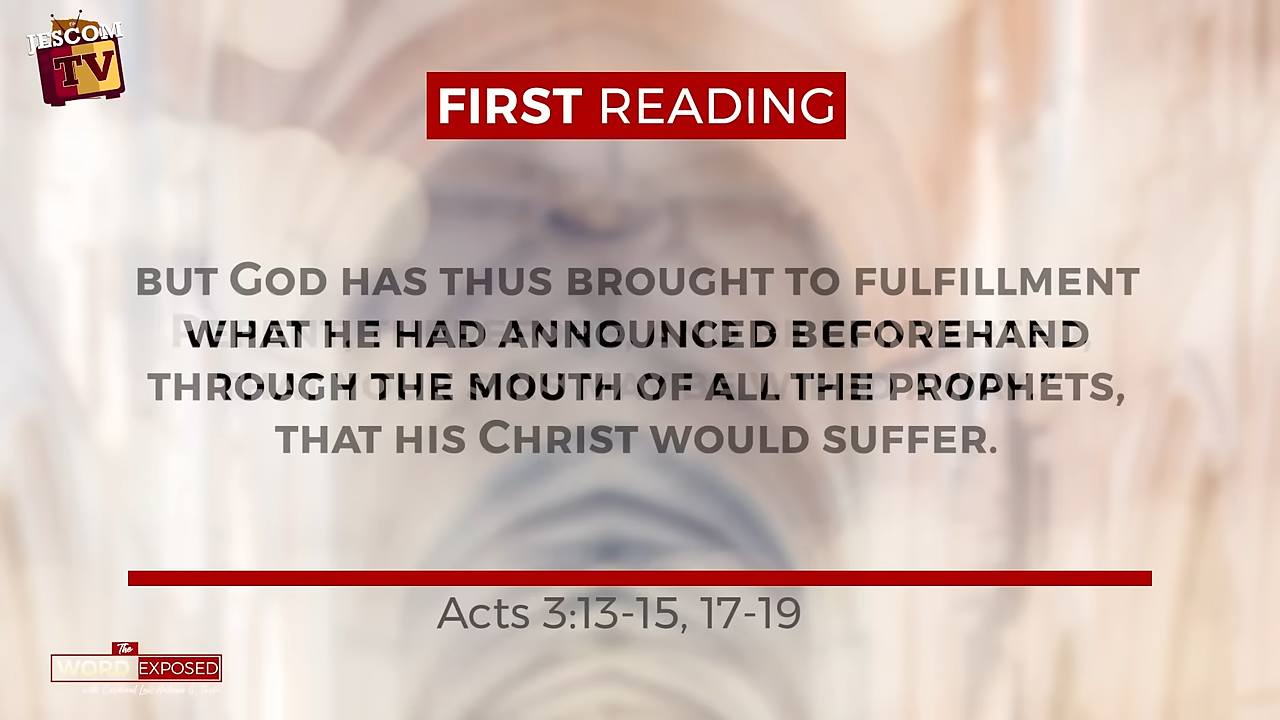 JESCOM
TV
FIRST READING
BUT GOD HAS THUS BROUGHT TO FULFILLMENT
WHAT HE HAD ANNOUNCED BEFOREHAND
THROUGH THE MOUTH OF ALL THE PROPHETS,
THAT HIS CHRIST WOULD SUFFER.
Acts 3:13-15, 17-19
The
WORD EXPOSED